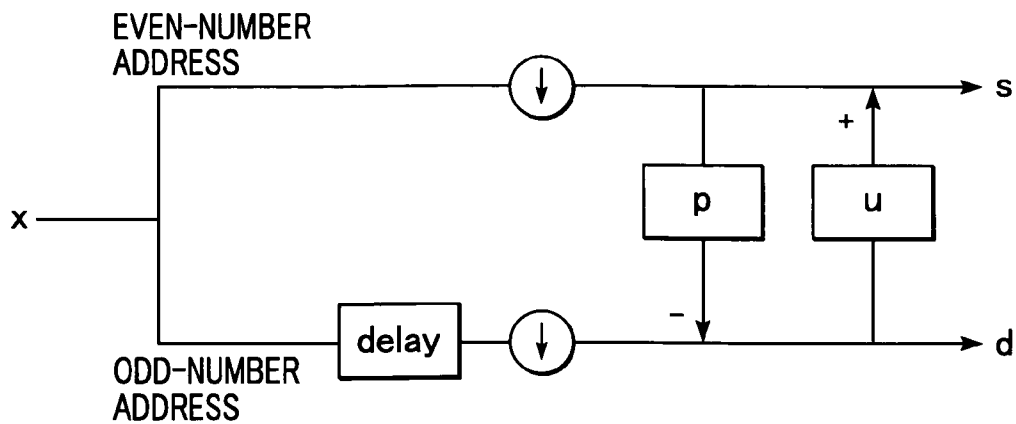 EVEN-NUMBER
ADDRESS
s
+
p
u
x
-
delay
d
ODD-NUMBER
ADDRESS